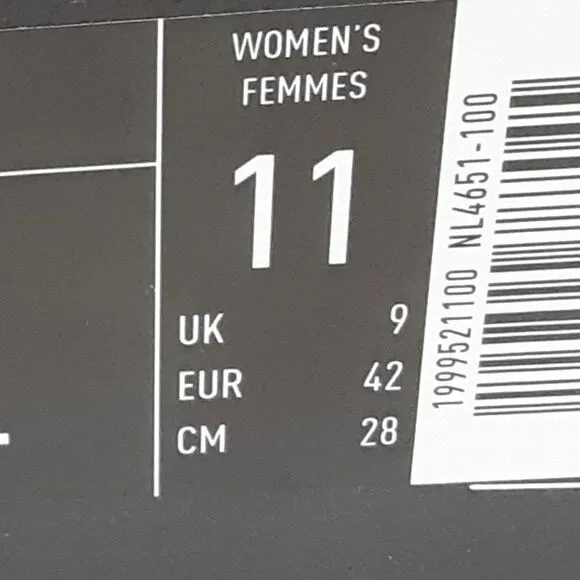 WOMEN'S
FEMMES
11
UK 9
EUR 42
CM 28
1999521100 NL4651-100